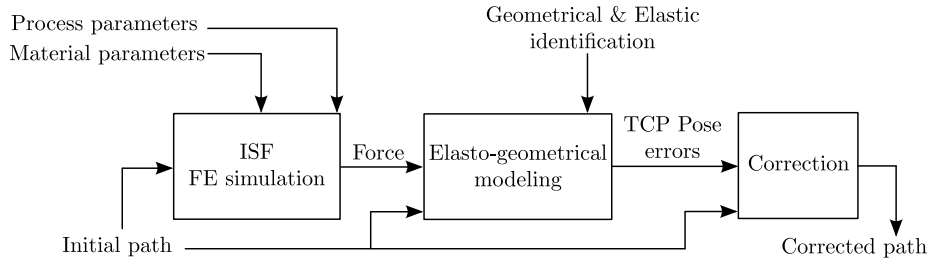 Process parameters
Material parameters
Geometrical & Elastic
identification
ISF
FE simulation
Force
Elasto-geometrical
modeling
TCP Pose
errors
Correction
Initial path
Corrected path